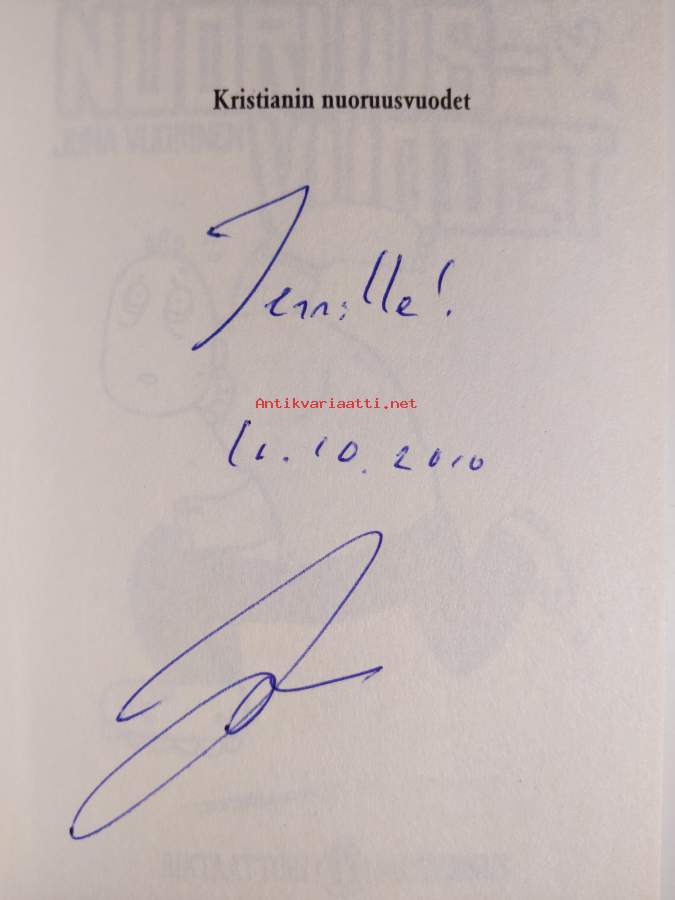 Kristianin nuoruusvuodet
Jennille!
Antikvariaatti.net
11.10.2010